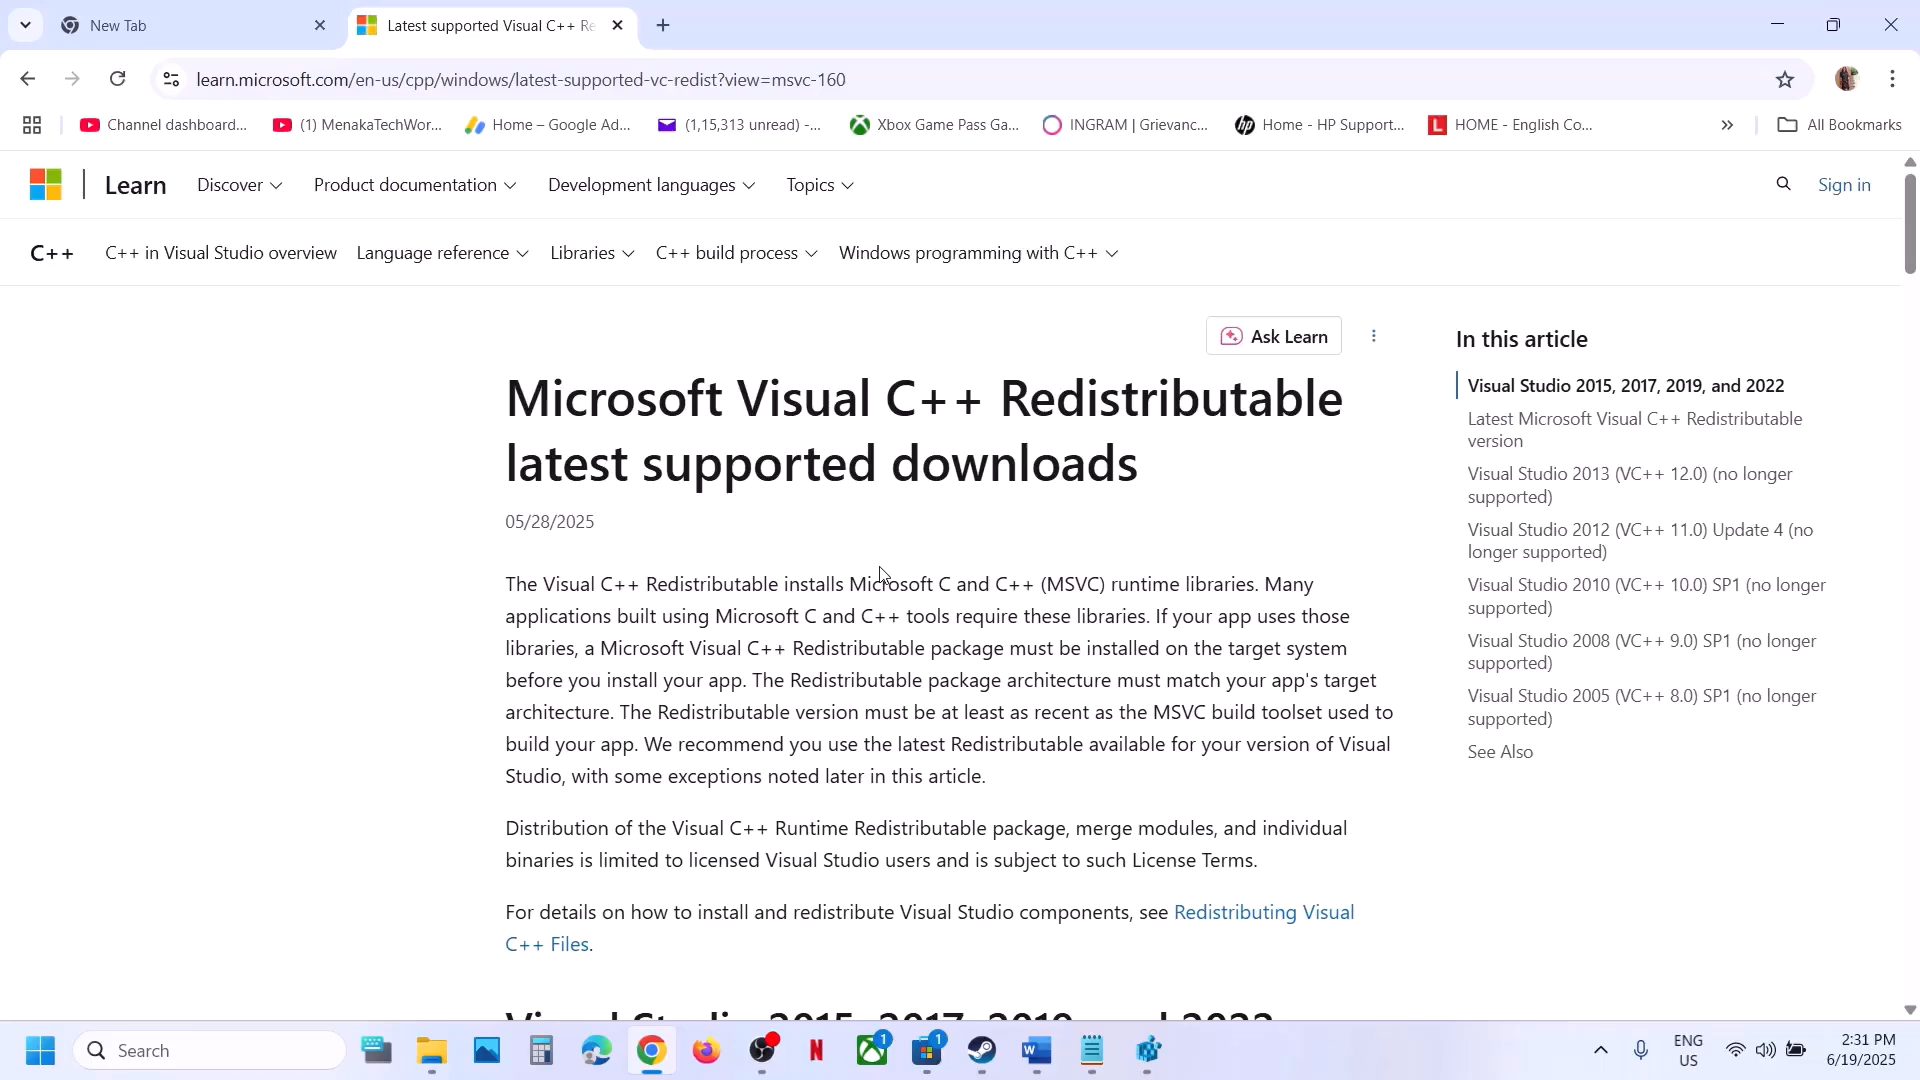 New Tab
Latest supported Visual C++ Re
learn.microsoft.com/en-us/cpp/windows/latest-supported-vc-redist?view=msvc-160
Channel dashboard...
(1) MenakaTechWor...
Home – Google Ad...
(1,15,313 unread) -...
Xbox Game Pass Ga...
INGRAM | Grievanc...
Home - HP Support...
HOME - English Co...
All Bookmarks
Learn
Discover
Product documentation
Development languages
Topics
Sign in
C++
C++ in Visual Studio overview
Language reference
Libraries
C++ build process
Windows programming with C++
Ask Learn
Microsoft Visual C++ Redistributable
latest supported downloads
05/28/2025
The Visual C++ Redistributable installs Microsoft C and C++ (MSVC) runtime libraries. Many
applications built using Microsoft C and C++ tools require these libraries. If your app uses those
libraries, a Microsoft Visual C++ Redistributable package must be installed on the target system
before you install your app. The Redistributable package architecture must match your app's target
architecture. The Redistributable version must be at least as recent as the MSVC build toolset used to
build your app. We recommend you use the latest Redistributable available for your version of Visual
Studio, with some exceptions noted later in this article.
Distribution of the Visual C++ Runtime Redistributable package, merge modules, and individual
binaries is limited to licensed Visual Studio users and is subject to such License Terms.
For details on how to install and redistribute Visual Studio components, see Redistributing Visual
C++ Files.
Visual Studio 2015, 2017, 2019, and 2022
In this article
Visual Studio 2015, 2017, 2019, and 2022
Latest Microsoft Visual C++ Redistributable
version
Visual Studio 2013 (VC++ 12.0) (no longer
supported)
Visual Studio 2012 (VC++ 11.0) Update 4 (no
longer supported)
Visual Studio 2010 (VC++ 10.0) SP1 (no longer
supported)
Visual Studio 2008 (VC++ 9.0) SP1 (no longer
supported)
Visual Studio 2005 (VC++ 8.0) SP1 (no longer
supported)
See Also
Search
1
1
ENG
US
2:31 PM
6/19/2025